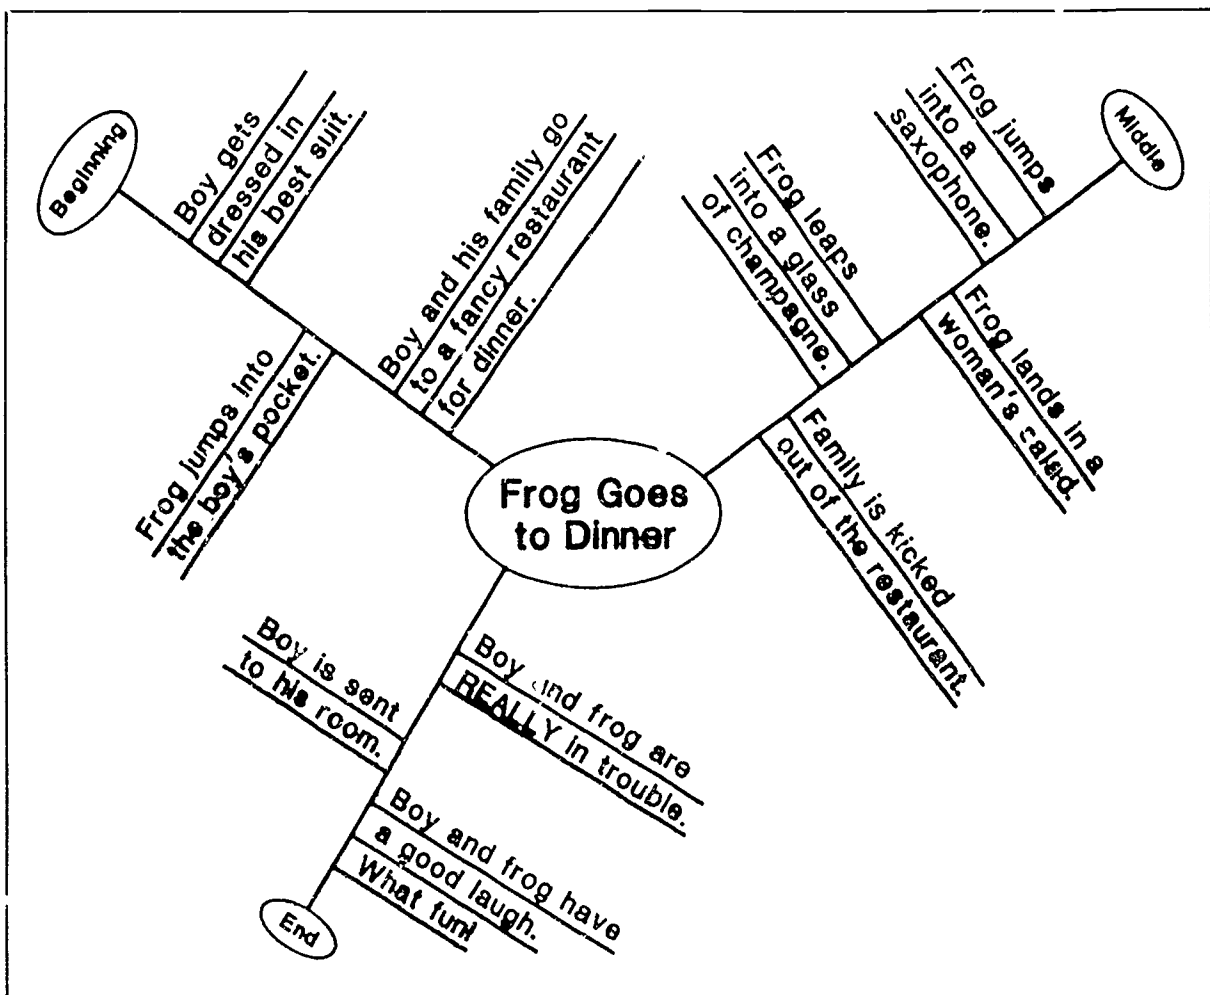 Beginning
Boy gets
dressed in
his best suit.
Frog jumps into
the boy's pocket.
Boy and his family go
to a fancy restaurant
for dinner.
Frog Goes
to Dinner
Middle
Frog jumps
into a
saxophone.
Frog lands in a
woman's salad.
Frog leaps
into a glass
of champagne.
Family is kicked
out of the restaurant.
Boy and frog are
REALLY in trouble.
Boy is sent
to his room.
Boy and frog have
a good laugh.
What fun!
End